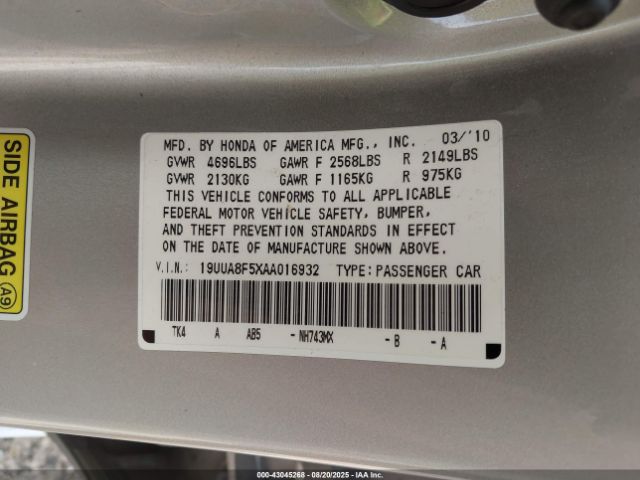 SIDE AIRBAG
A9
MFD. BY HONDA OF AMERICA MFG., INC. 03/'10
GVWR 4696LBS GAWR F 2568LBS R 2149LBS
GVWR 2130KG GAWR F 1165KG R 975KG
THIS VEHICLE CONFORMS TO ALL APPLICABLE
FEDERAL MOTOR VEHICLE SAFETY, BUMPER,
AND THEFT PREVENTION STANDARDS IN EFFECT
ON THE DATE OF MANUFACTURE SHOWN ABOVE.
V.I.N.: 19UUA8F5XAA016932 TYPE: PASSENGER CAR
TK4 A AB5 -NH743MX -B -A
000-43045268 - 08/20/2025 - IAA Inc.